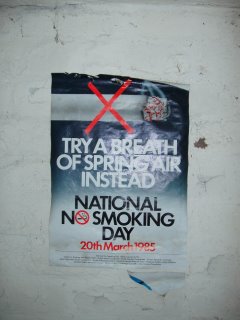 TRY A BREATH
OF SPRING AIR
INSTEAD
NATIONAL
NO SMOKING
DAY
20th March 1985